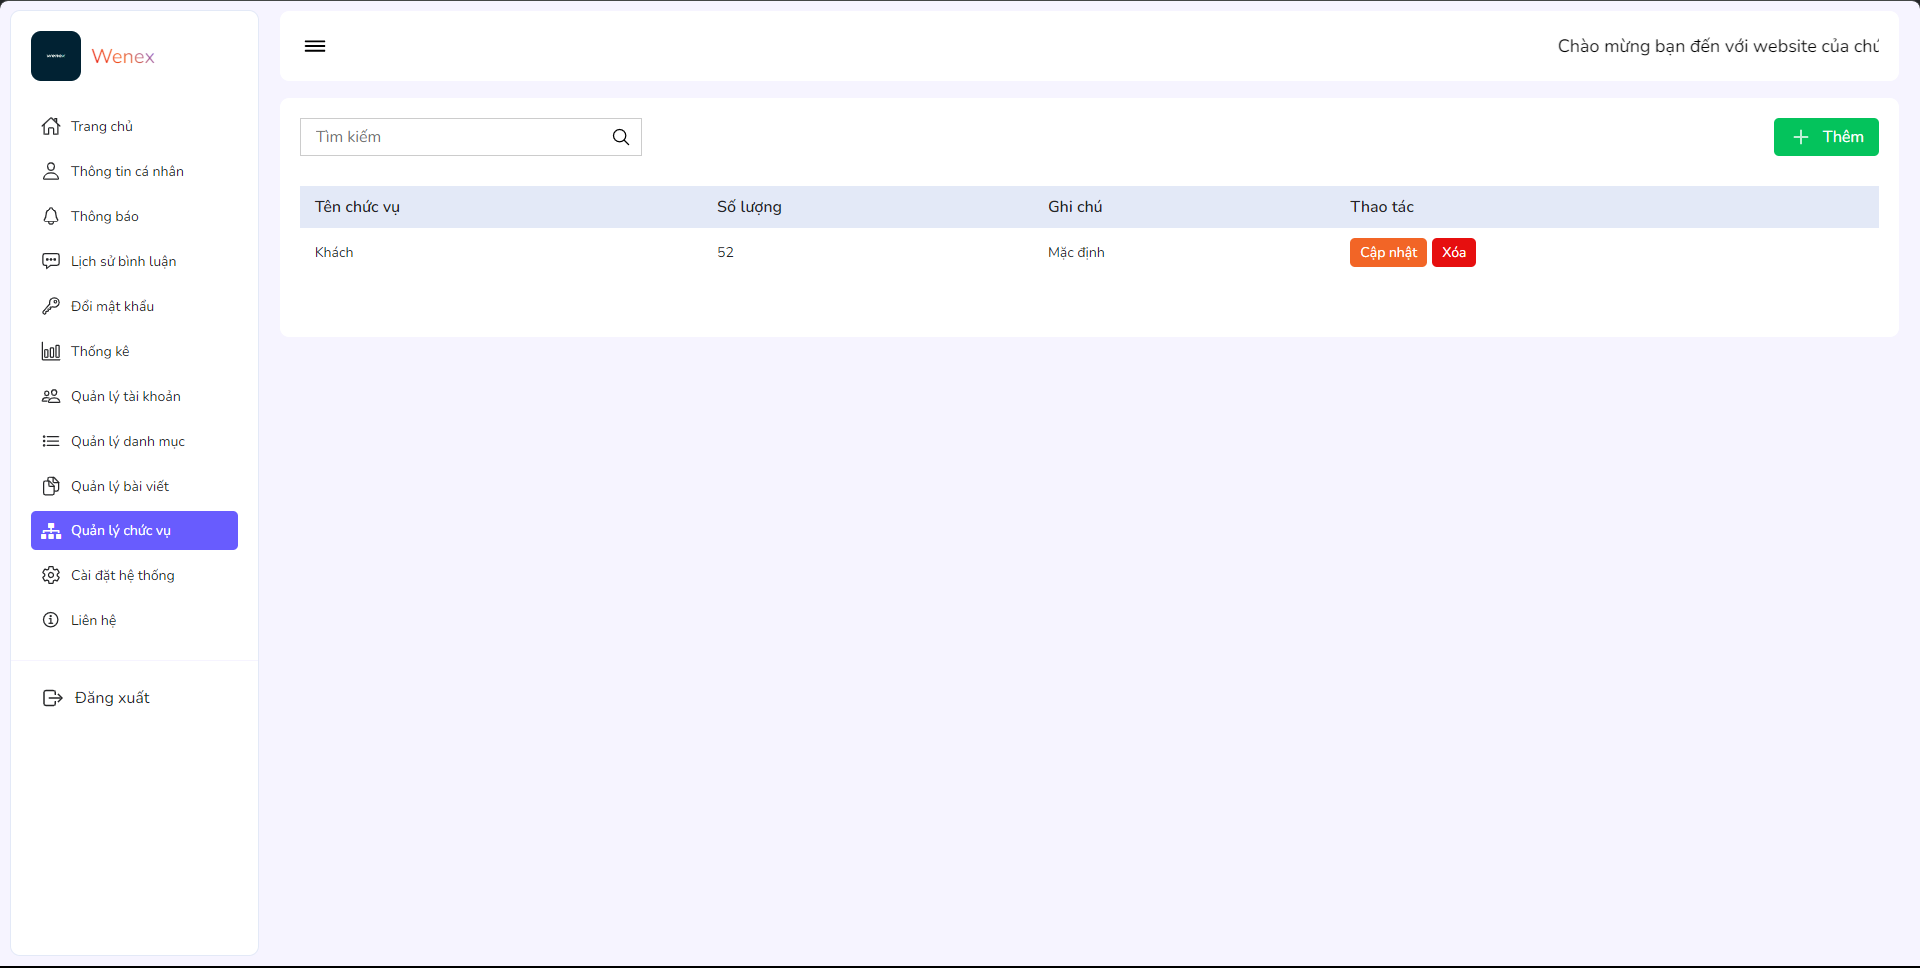 wenex
Wenex
Trang chủ
Thông tin cá nhân
Thông báo
Lịch sử bình luận
Đổi mật khẩu
Thống kê
Quản lý tài khoản
Quản lý danh mục
Quản lý bài viết
Quản lý chức vụ
Cài đặt hệ thống
Liên hệ
Đăng xuất
Chào mừng bạn đến với website của chú
Tìm kiếm
Thêm
Tên chức vụ Số lượng Ghi chú Thao tác
Khách 52 Mặc định Cập nhật Xóa